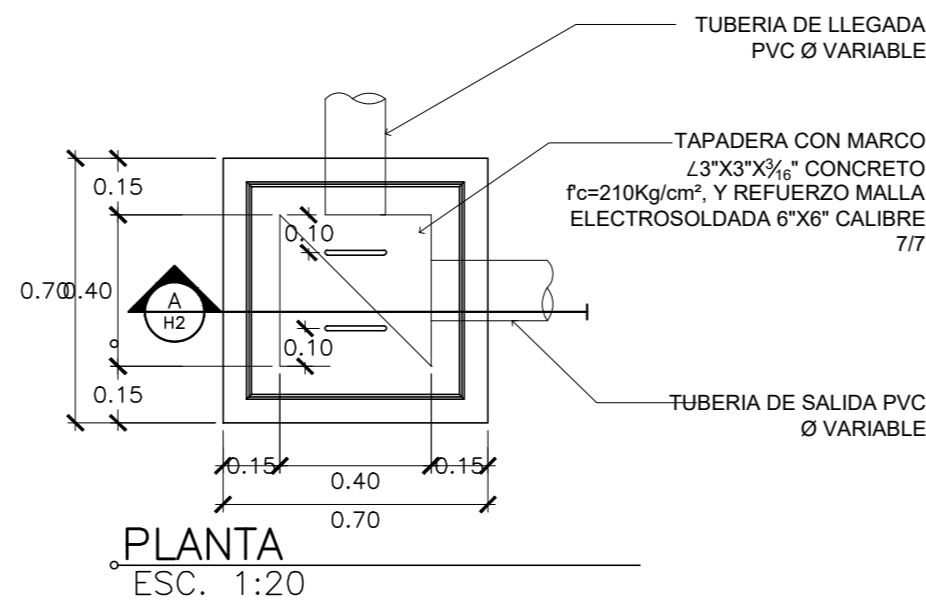 TUBERIA DE LLEGADA
PVC Ø VARIABLE
TAPADERA CON MARCO
∠3"X3"X3⁄16" CONCRETO
f'c=210Kg/cm², Y REFUERZO MALLA
ELECTROSOLDADA 6"X6" CALIBRE
7/7
0.15
0.10
0.70
0.40
A
H2
0.10
0.15
TUBERIA DE SALIDA PVC
Ø VARIABLE
0.15
0.40
0.15
0.70
PLANTA
ESC. 1:20